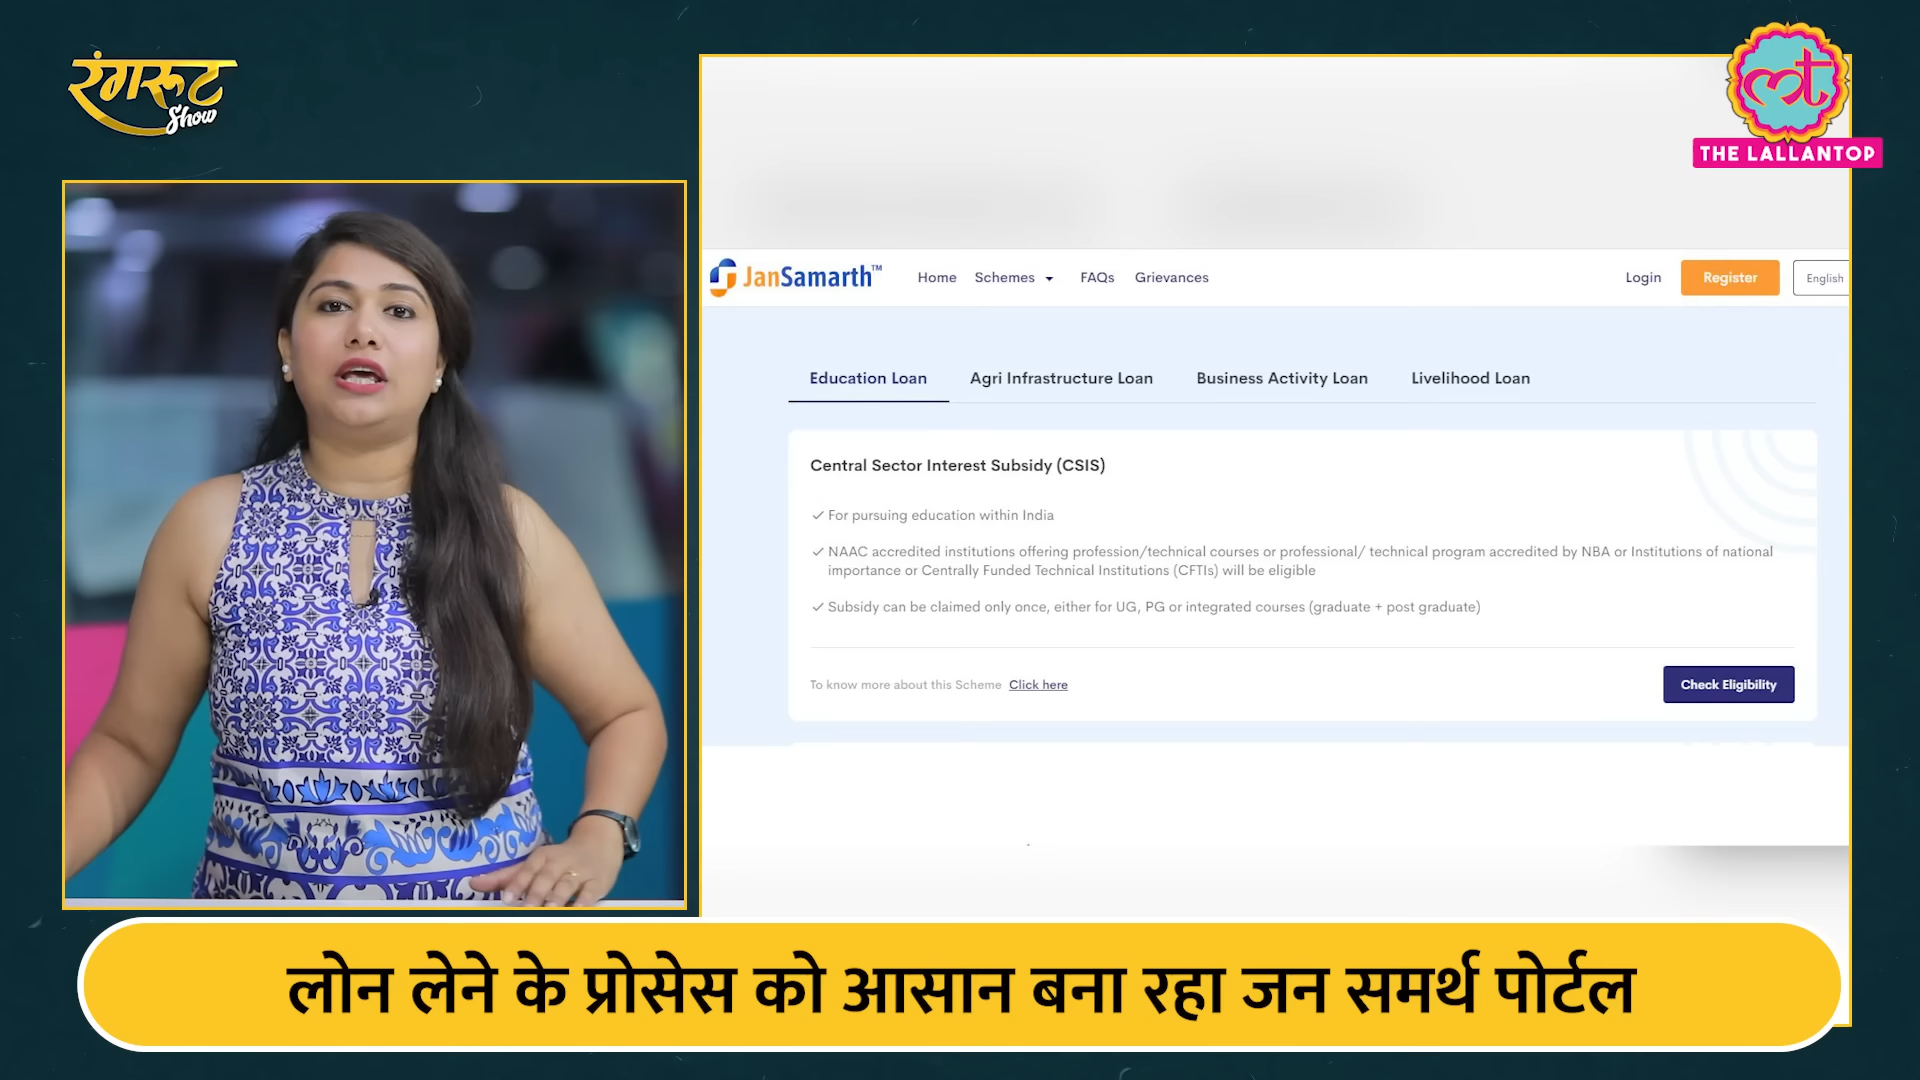 रंगरूट
Show
THE LALLANTOP
JanSamarth™
Home
Schemes
FAQs
Grievances
Login
Register
English
Education Loan
Agri Infrastructure Loan
Business Activity Loan
Livelihood Loan
Central Sector Interest Subsidy (CSIS)
For pursuing education within India
NAAC accredited institutions offering profession/technical courses or professional/ technical program accredited by NBA or Institutions of national
importance or Centrally Funded Technical Institutions (CFTIs) will be eligible
Subsidy can be claimed only once, either for UG, PG or integrated courses (graduate + post graduate)
To know more about this Scheme Click here
Check Eligibility
लोन लेने के प्रोसेस को आसान बना रहा जन समर्थ पोर्टल